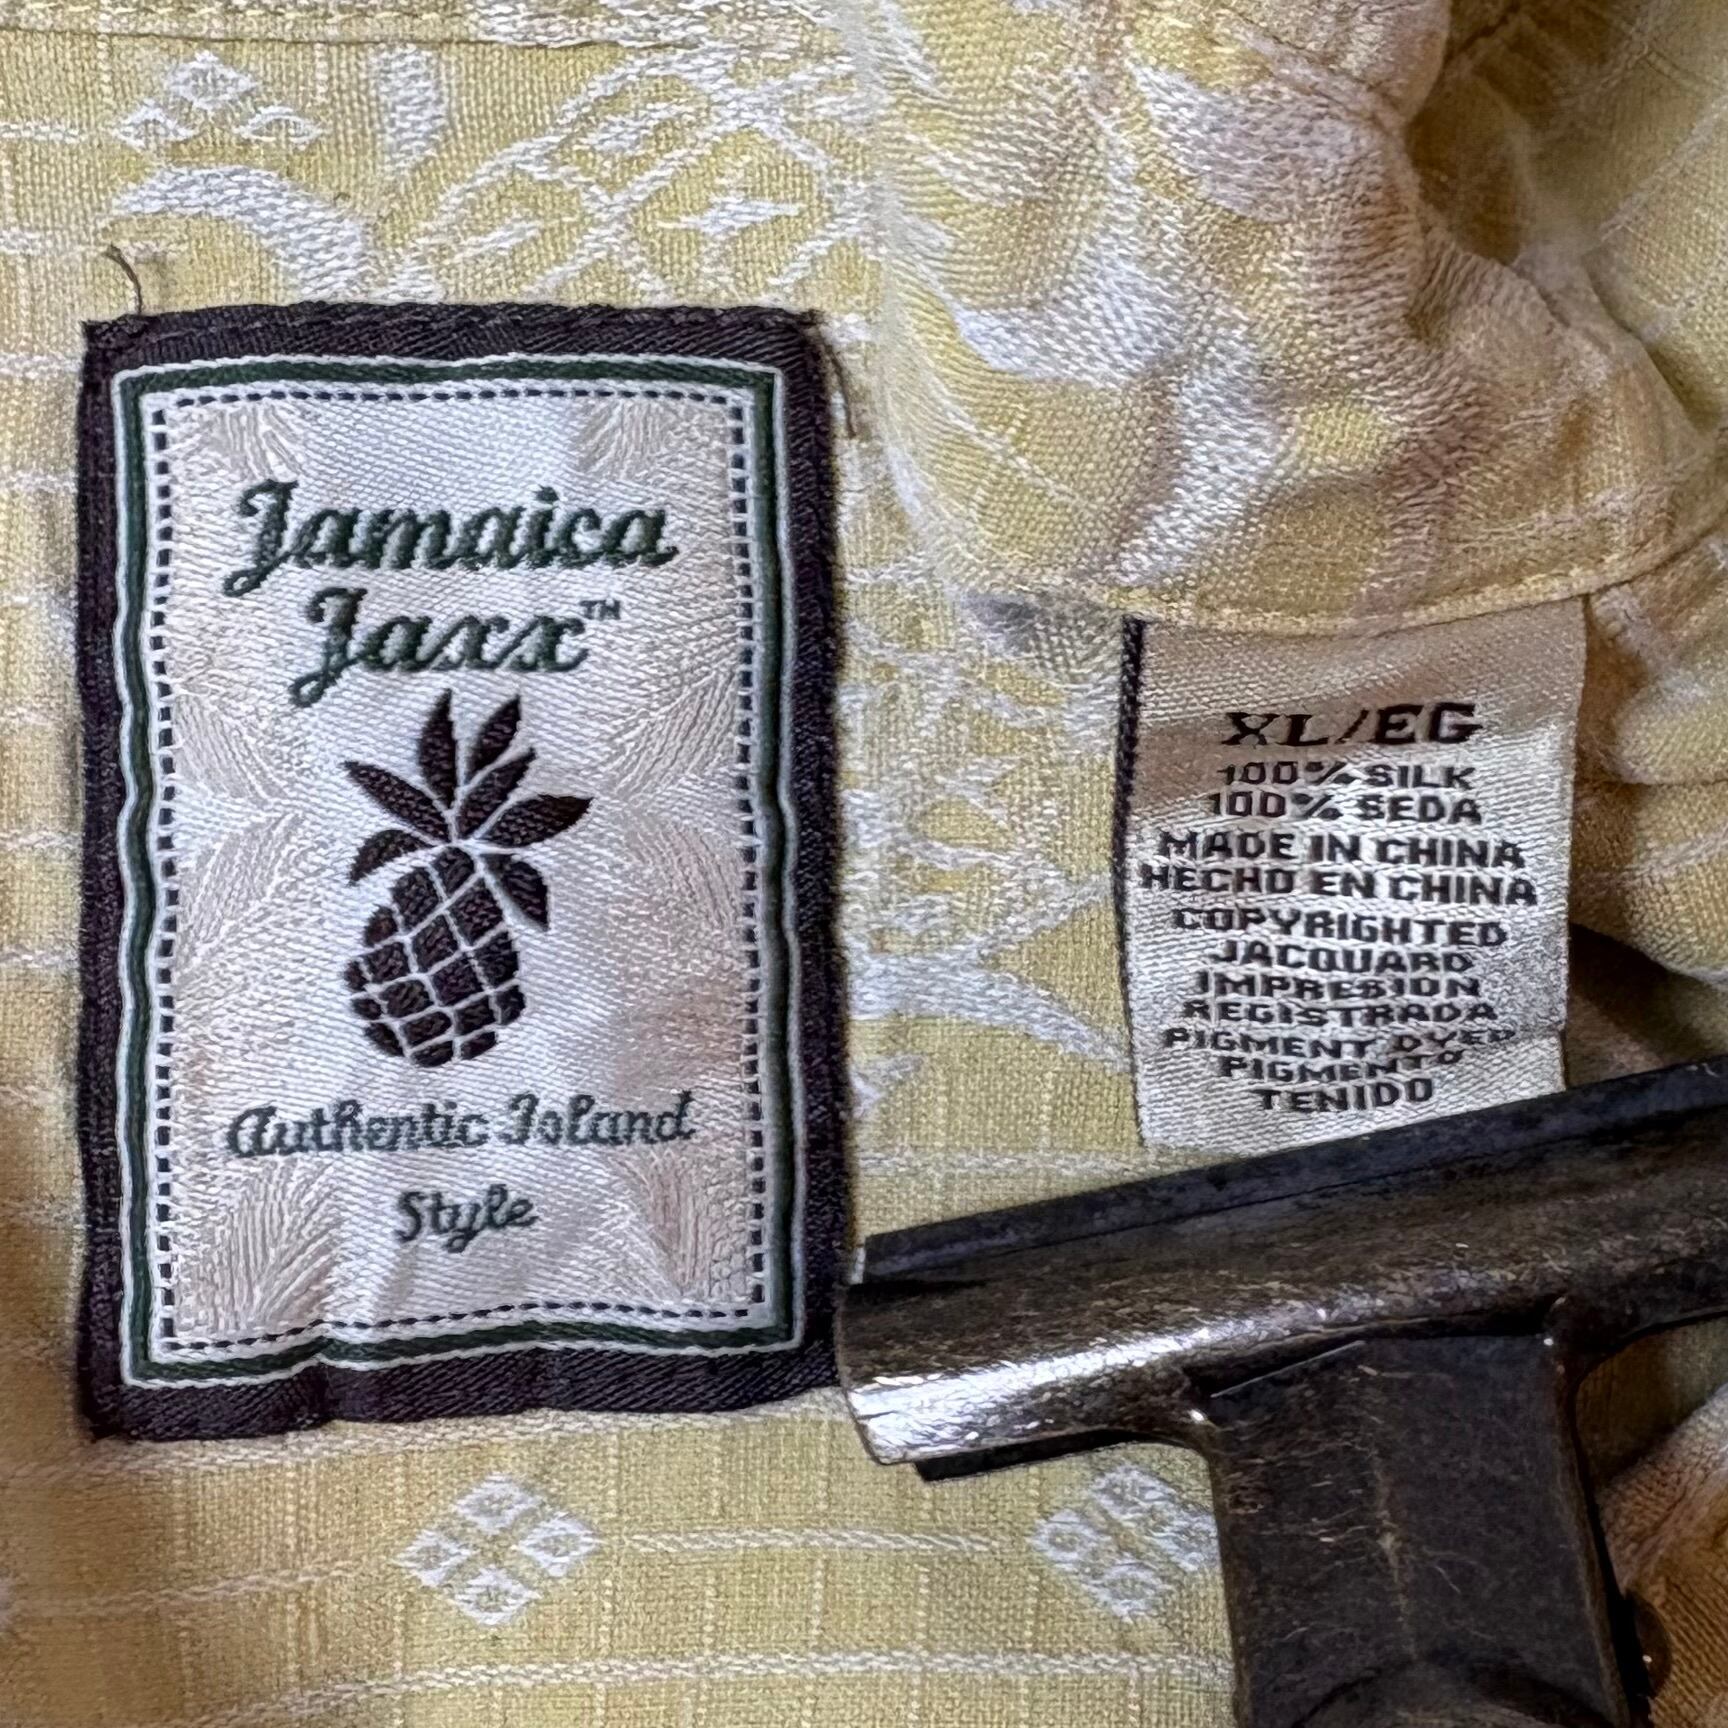 Jamaica
Jaxx™
Authentic Island
Style
XL/EG
100% SILK
100% SEDA
MADE IN CHINA
HECHO EN CHINA
COPYRIGHTED
JACQUARD
IMPRESION
REGISTRADA
PIGMENT DYED
PIGMENTO
TENIDO